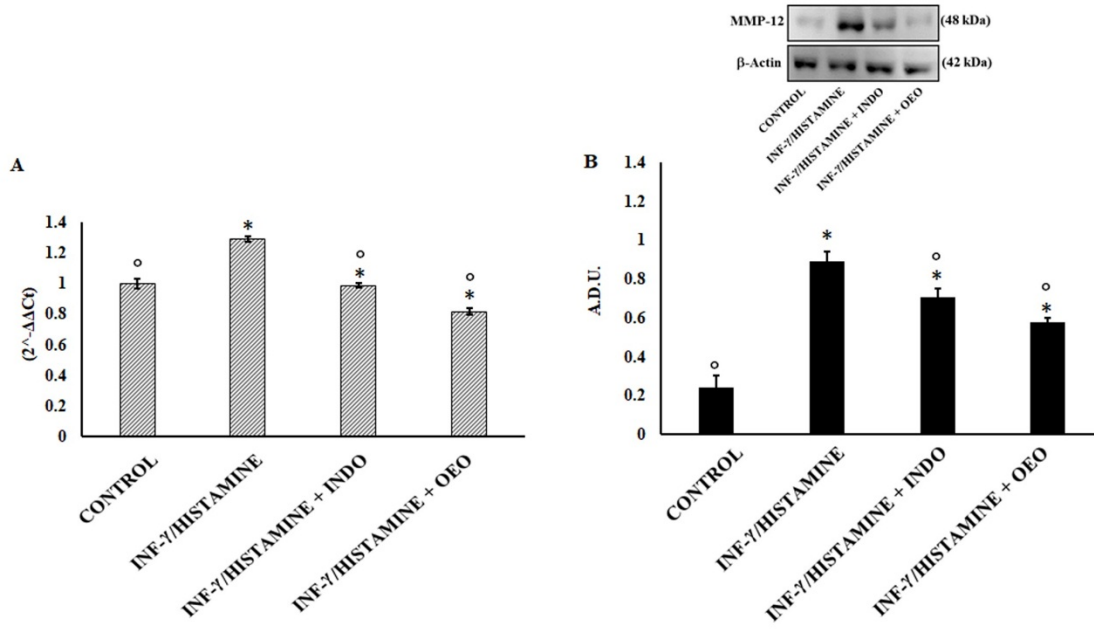 MMP-12 (48 kDa)
β-Actin (42 kDa)
CONTROL
INF-γ/HISTAMINE
INF-γ/HISTAMINE + INDO
INF-γ/HISTAMINE + OEO
A
(2^-ΔΔCt)
1.4
1.2
1
0.8
0.6
0.4
0.2
0
*
°
°
*
°
*
CONTROL
INF-γ/HISTAMINE
INF-γ/HISTAMINE + INDO
INF-γ/HISTAMINE + OEO
B
A.D.U.
1.4
1.2
1
0.8
0.6
0.4
0.2
0
*
°
*
°
*
°
CONTROL
INF-γ/HISTAMINE
INF-γ/HISTAMINE + INDO
INF-γ/HISTAMINE + OEO